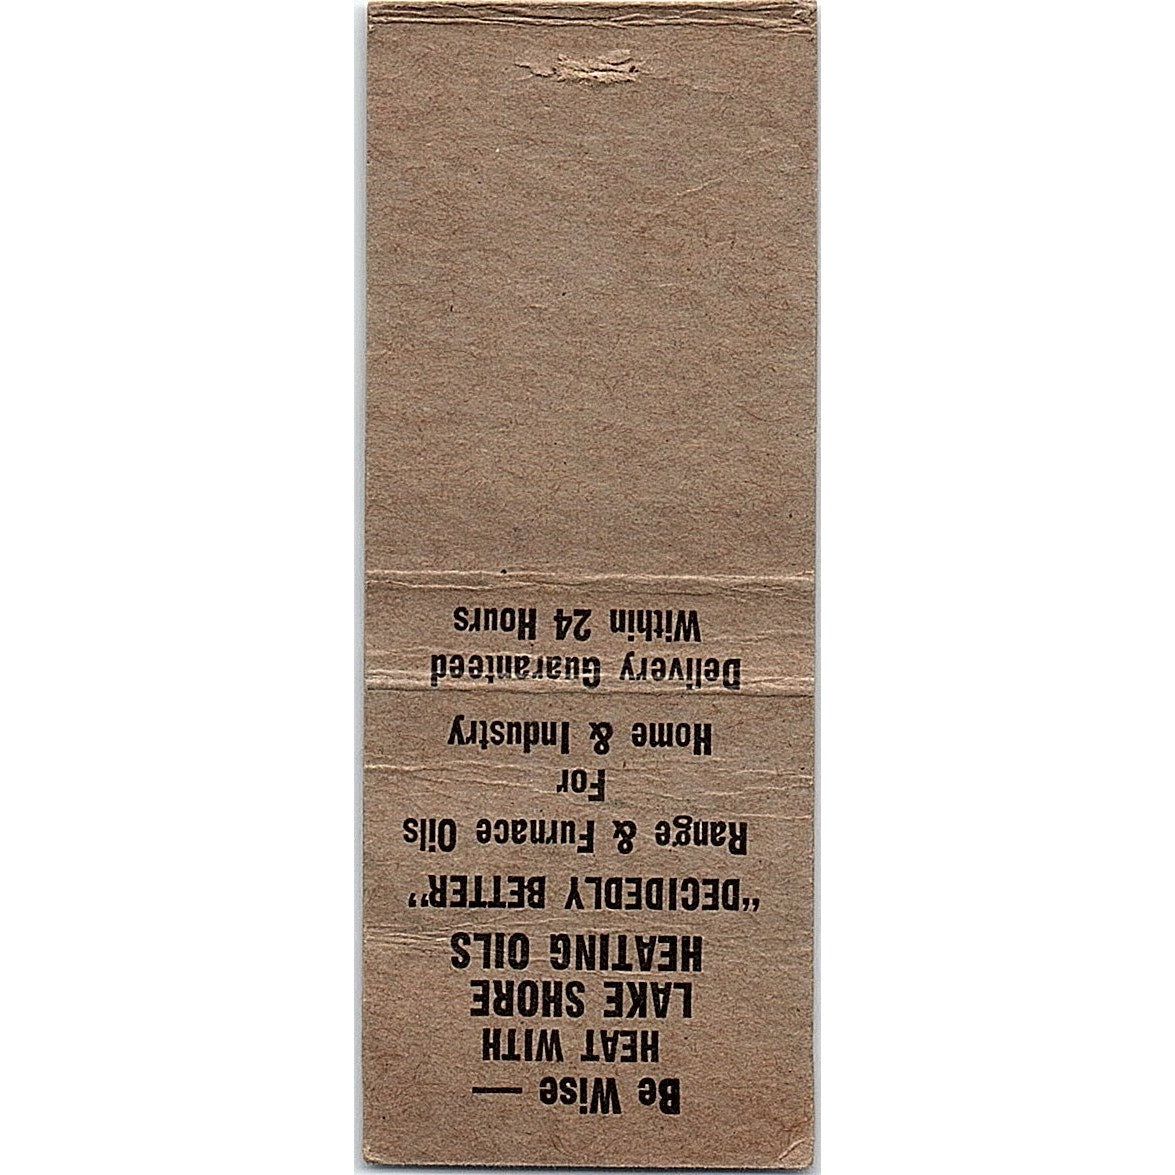 Be Wise —
HEAT WITH
LAKE SHORE
HEATING OILS
"DECIDEDLY BETTER"
Range & Furnace Oils
For
Home & Industry
Delivery Guaranteed
Within 24 Hours